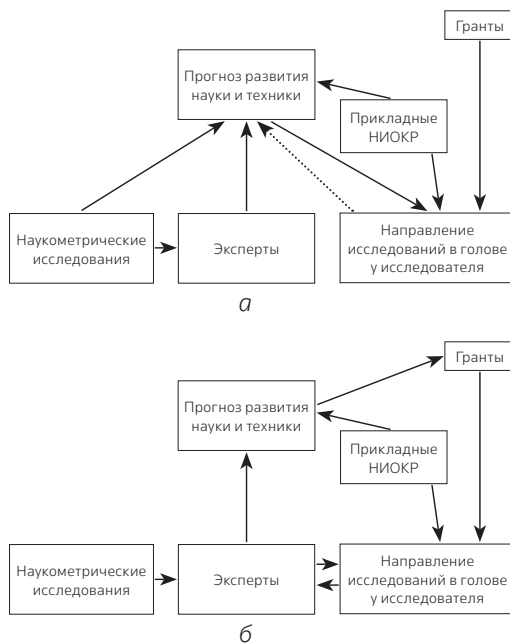 Гранты
Прогноз развития
науки и техники
Прикладные
НИОКР
Наукометрические
исследования
Эксперты
Направление
исследований в голове
у исследователя
а
Гранты
Прогноз развития
науки и техники
Прикладные
НИОКР
Наукометрические
исследования
Эксперты
Направление
исследований в голове
у исследователя
б